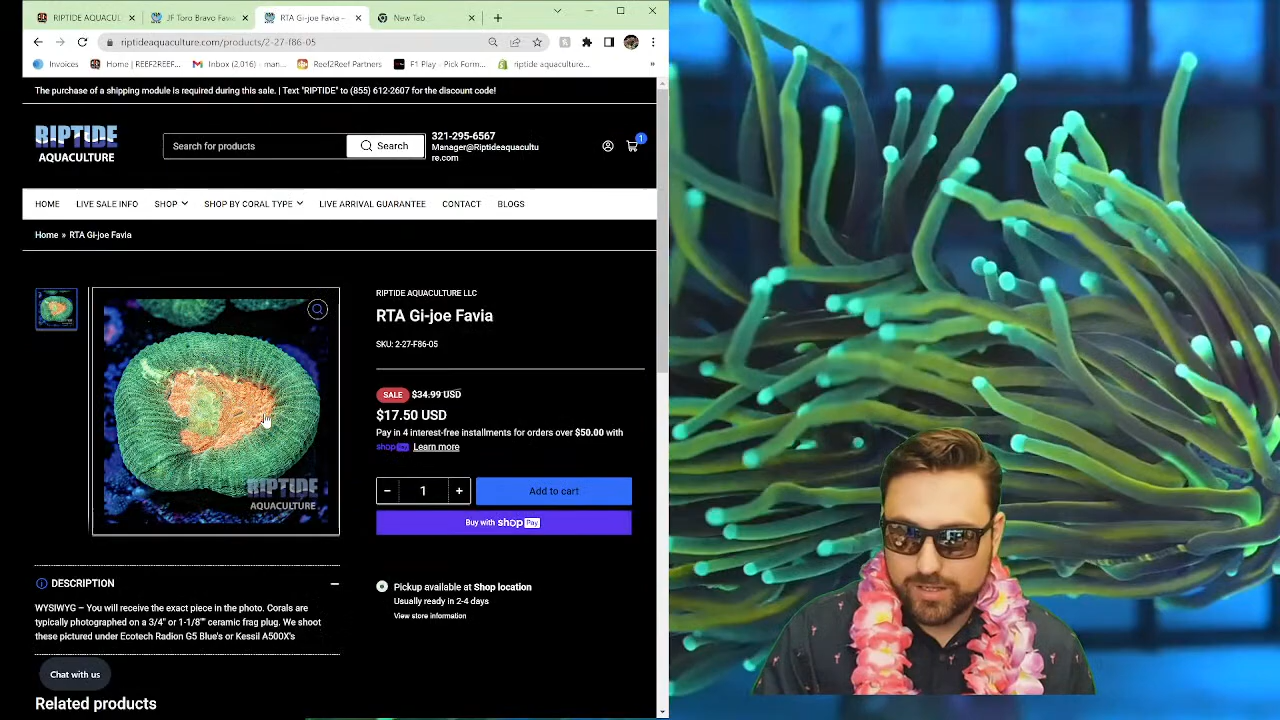 RIPTIDE AQUACUL
JF Toro Bravo Favia
RTA Gi-joe Favia –
New Tab
riptideaquaculture.com/products/2-27-f86-05
Invoices
Home | REEF2REEF...
Inbox (2,016) - man...
Reef2Reef Partners
F1 Play - Pick Form...
riptide aquaculture...
The purchase of a shipping module is required during this sale. | Text "RIPTIDE" to (855) 612-2607 for the discount code!
RIPTIDE
AQUACULTURE
Search for products
Search
321-295-6567
Manager@Riptideaquacultu
re.com
1
HOME
LIVE SALE INFO
SHOP
SHOP BY CORAL TYPE
LIVE ARRIVAL GUARANTEE
CONTACT
BLOGS
Home » RTA Gi-joe Favia
RIPTIDE AQUACULTURE LLC
RTA Gi-joe Favia
SKU: 2-27-F86-05
SALE $34.99 USD
$17.50 USD
Pay in 4 interest-free installments for orders over $50.00 with
shop Pay Learn more
− 1 +
Add to cart
Buy with shop Pay
RIPTIDE
AQUACULTURE
Pickup available at Shop location
Usually ready in 2-4 days
View store information
DESCRIPTION
WYSIWYG – You will receive the exact piece in the photo. Corals are
typically photographed on a 3/4" or 1-1/8"" ceramic frag plug. We shoot
these pictured under Ecotech Radion G5 Blue's or Kessil A500X's
Chat with us
Related products